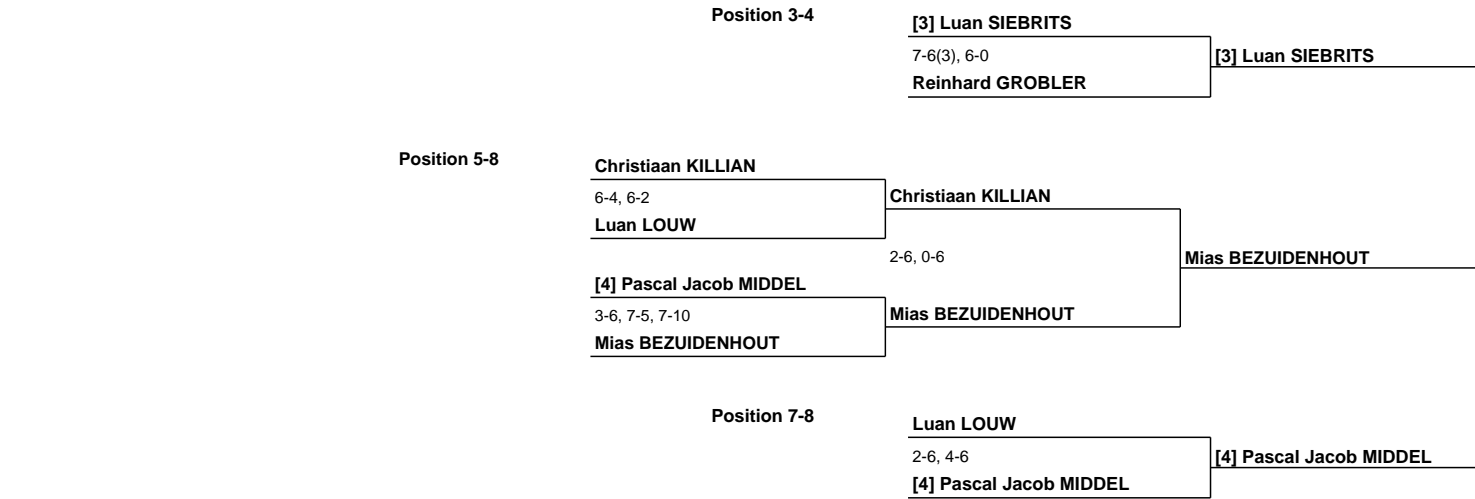 Position 3-4
[3] Luan SIEBRITS
7-6(3), 6-0
[3] Luan SIEBRITS
Reinhard GROBLER
Position 5-8
Christiaan KILLIAN
6-4, 6-2
Christiaan KILLIAN
Luan LOUW
2-6, 0-6
Mias BEZUIDENHOUT
[4] Pascal Jacob MIDDEL
3-6, 7-5, 7-10
Mias BEZUIDENHOUT
Mias BEZUIDENHOUT
Position 7-8
Luan LOUW
2-6, 4-6
[4] Pascal Jacob MIDDEL
[4] Pascal Jacob MIDDEL